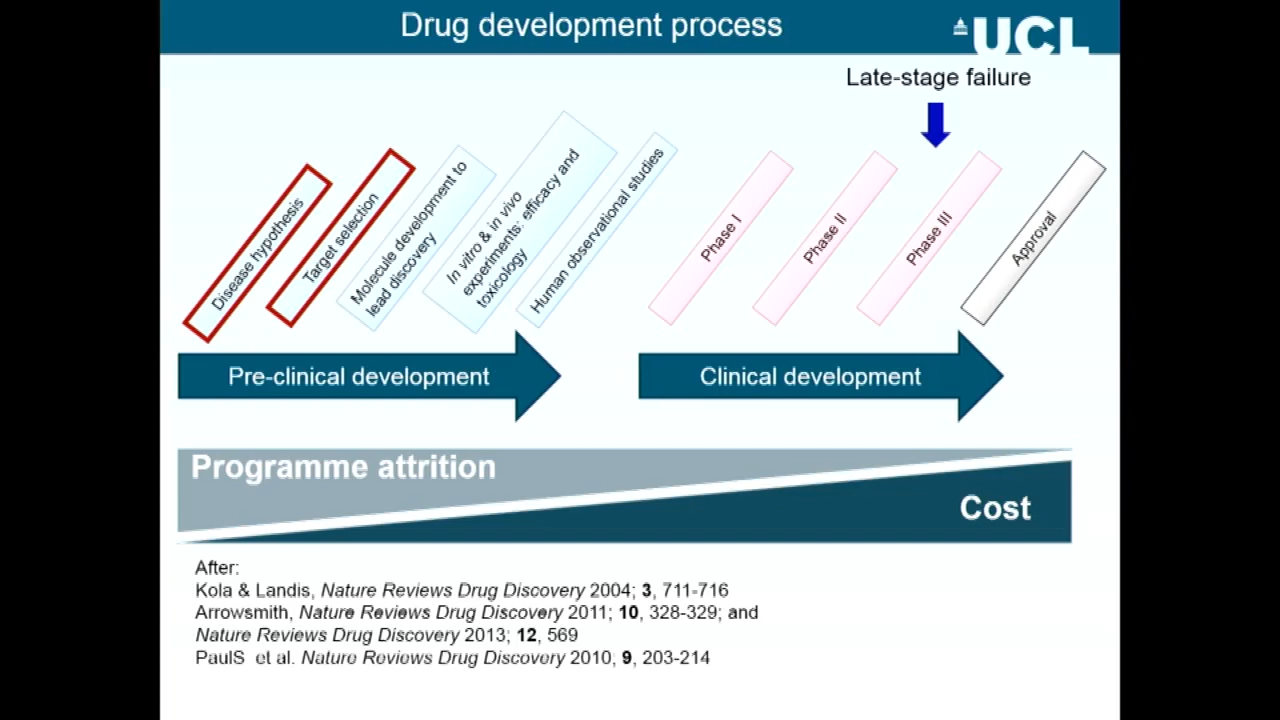 Drug development process
UCL
Late-stage failure
Disease hypothesis
Target selection
Molecule development to
lead discovery
In vitro & in vivo
experiments: efficacy and
toxicology
Human observational studies
Phase I
Phase II
Phase III
Approval
Pre-clinical development
Clinical development
Programme attrition
Cost
After:
Kola & Landis, Nature Reviews Drug Discovery 2004; 3, 711-716
Arrowsmith, Nature Reviews Drug Discovery 2011; 10, 328-329; and
Nature Reviews Drug Discovery 2013; 12, 569
PaulS et al. Nature Reviews Drug Discovery 2010, 9, 203-214